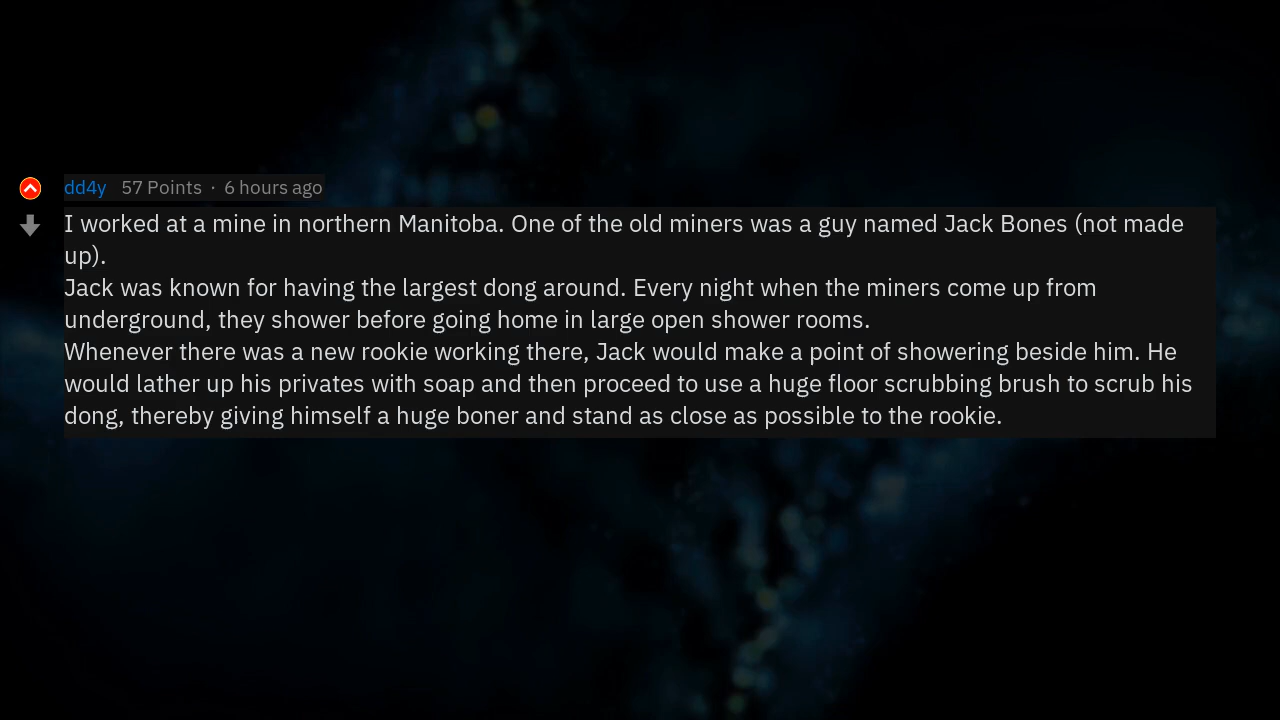 dd4y 57 Points · 6 hours ago
I worked at a mine in northern Manitoba. One of the old miners was a guy named Jack Bones (not made
up).
Jack was known for having the largest dong around. Every night when the miners come up from
underground, they shower before going home in large open shower rooms.
Whenever there was a new rookie working there, Jack would make a point of showering beside him. He
would lather up his privates with soap and then proceed to use a huge floor scrubbing brush to scrub his
dong, thereby giving himself a huge boner and stand as close as possible to the rookie.